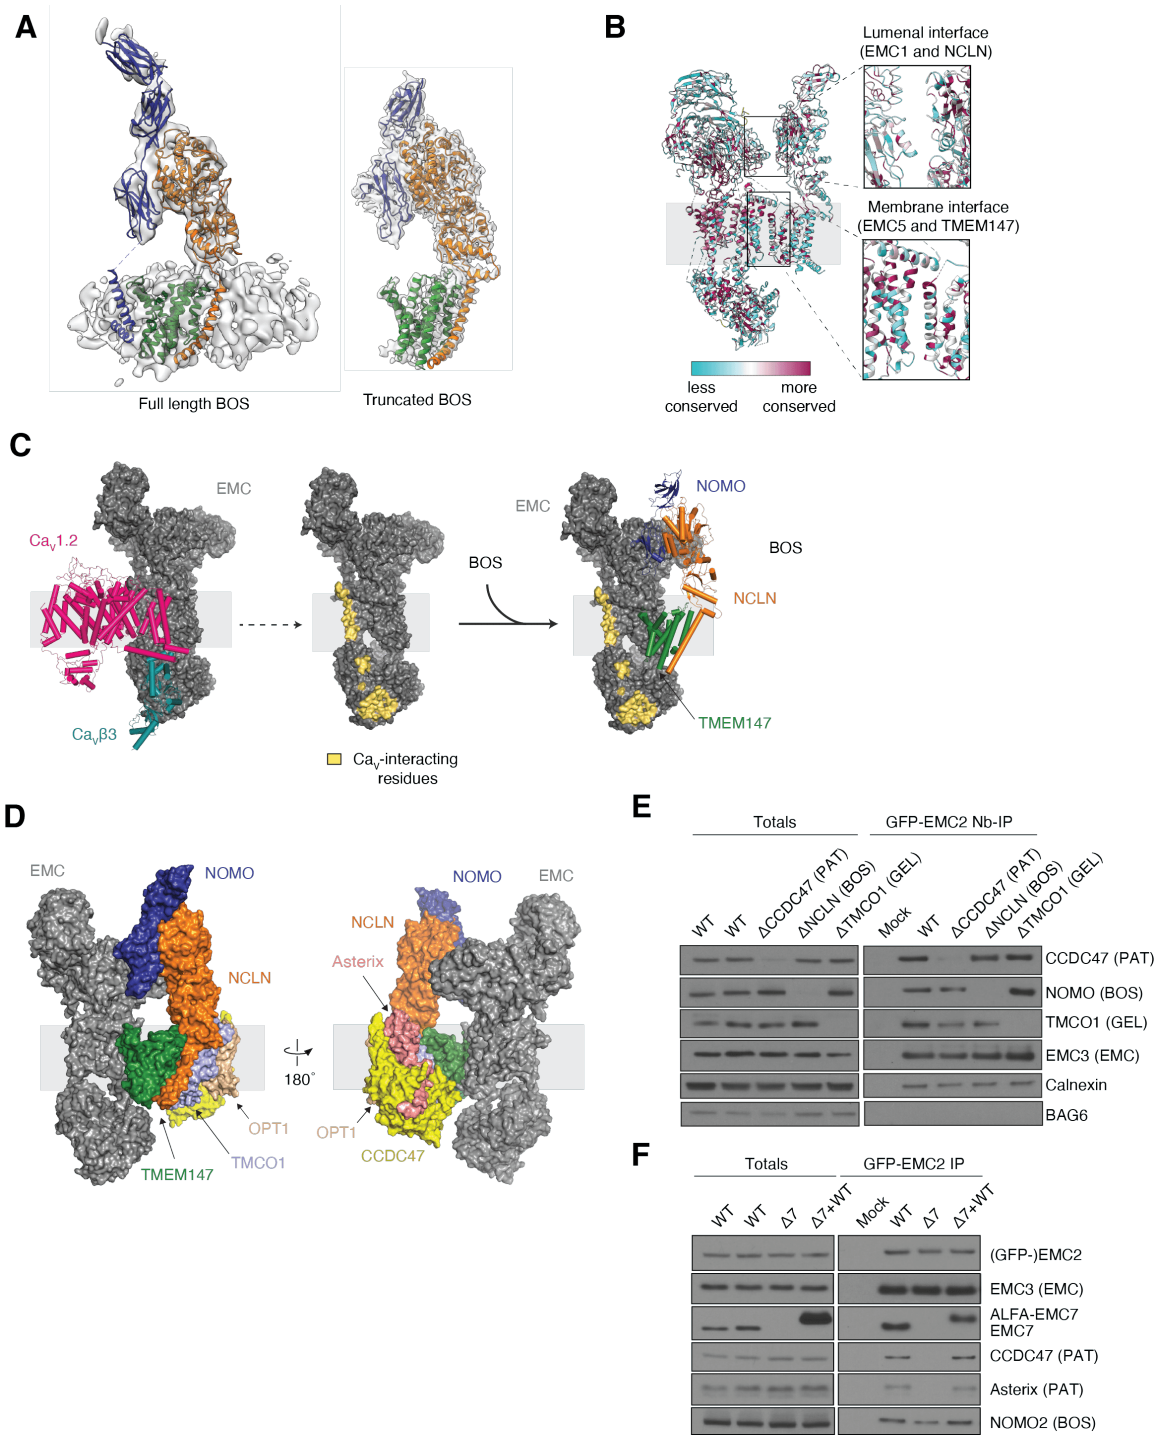 A
Full length BOS
Truncated BOS
B
Lumenal interface
(EMC1 and NCLN)
Membrane interface
(EMC5 and TMEM147)
less
conserved
more
conserved
C
EMC
Cav1.2
Cavβ3
Cav-interacting
residues
BOS
EMC
NOMO
BOS
NCLN
TMEM147
D
EMC
NOMO
NCLN
OPT1
TMCO1
TMEM147
180°
NOMO
EMC
NCLN
Asterix
OPT1
CCDC47
E
Totals
GFP-EMC2 Nb-IP
WT
WT
ΔCCDC47 (PAT)
ΔNCLN (BOS)
ΔTMCO1 (GEL)
Mock
WT
ΔCCDC47 (PAT)
ΔNCLN (BOS)
ΔTMCO1 (GEL)
CCDC47 (PAT)
NOMO (BOS)
TMCO1 (GEL)
EMC3 (EMC)
Calnexin
BAG6
F
Totals
GFP-EMC2 IP
WT
WT
Δ7
Δ7+WT
Mock
WT
Δ7
Δ7+WT
(GFP-)EMC2
EMC3 (EMC)
ALFA-EMC7
EMC7
CCDC47 (PAT)
Asterix (PAT)
NOMO2 (BOS)